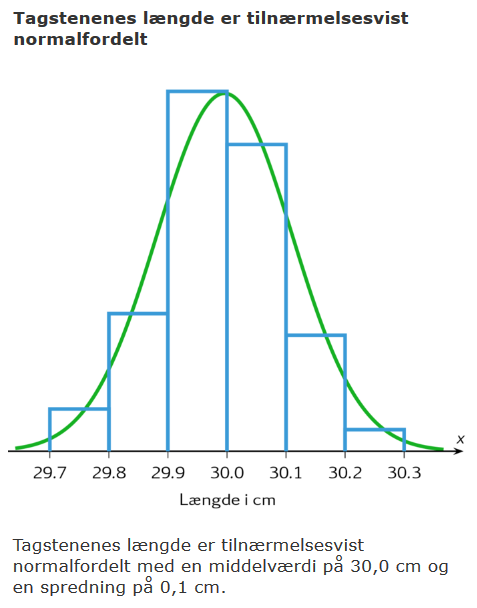 Tagstenenes længde er tilnærmelsesvist
normalfordelt
x
29.7 29.8 29.9 30.0 30.1 30.2 30.3
Længde i cm
Tagstenenes længde er tilnærmelsesvist
normalfordelt med en middelværdi på 30,0 cm og
en spredning på 0,1 cm.